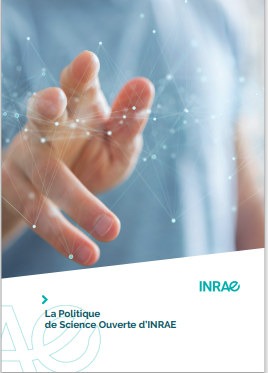 INRAE
La Politique
de Science Ouverte d'INRAE